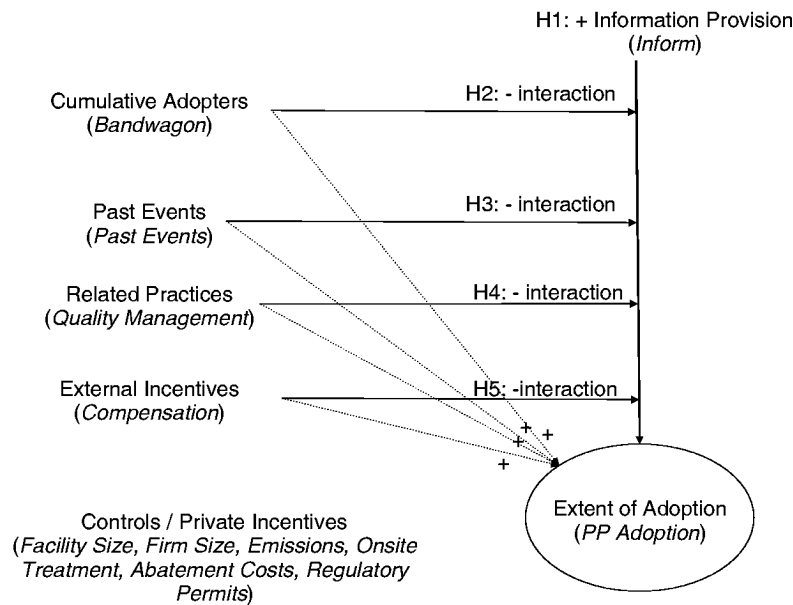 H1: + Information Provision
(Inform)
Cumulative Adopters
(Bandwagon)
H2: - interaction
Past Events
(Past Events)
H3: - interaction
Related Practices
(Quality Management)
H4: - interaction
External Incentives
(Compensation)
H5: -interaction
+
+
+
+
Extent of Adoption
(PP Adoption)
Controls / Private Incentives
(Facility Size, Firm Size, Emissions, Onsite
Treatment, Abatement Costs, Regulatory
Permits)